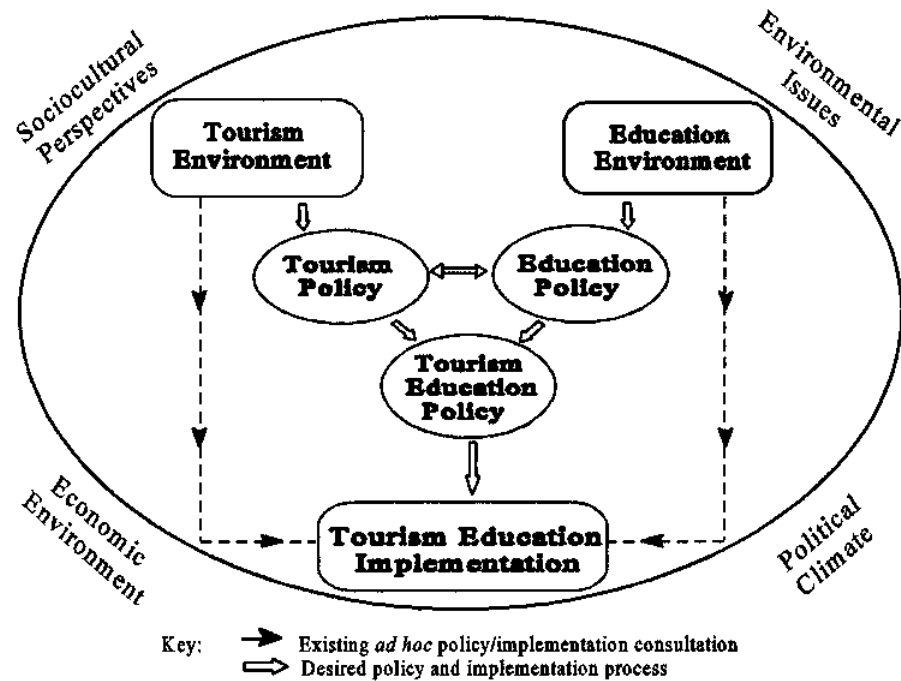 Sociocultural
Perspectives
Environmental
Issues
Tourism
Environment
Education
Environment
Tourism
Policy
Education
Policy
Tourism
Education
Policy
Economic
Environment
Political
Climate
Tourism Education
Implementation
Key:
Existing ad hoc policy/implementation consultation
Desired policy and implementation process